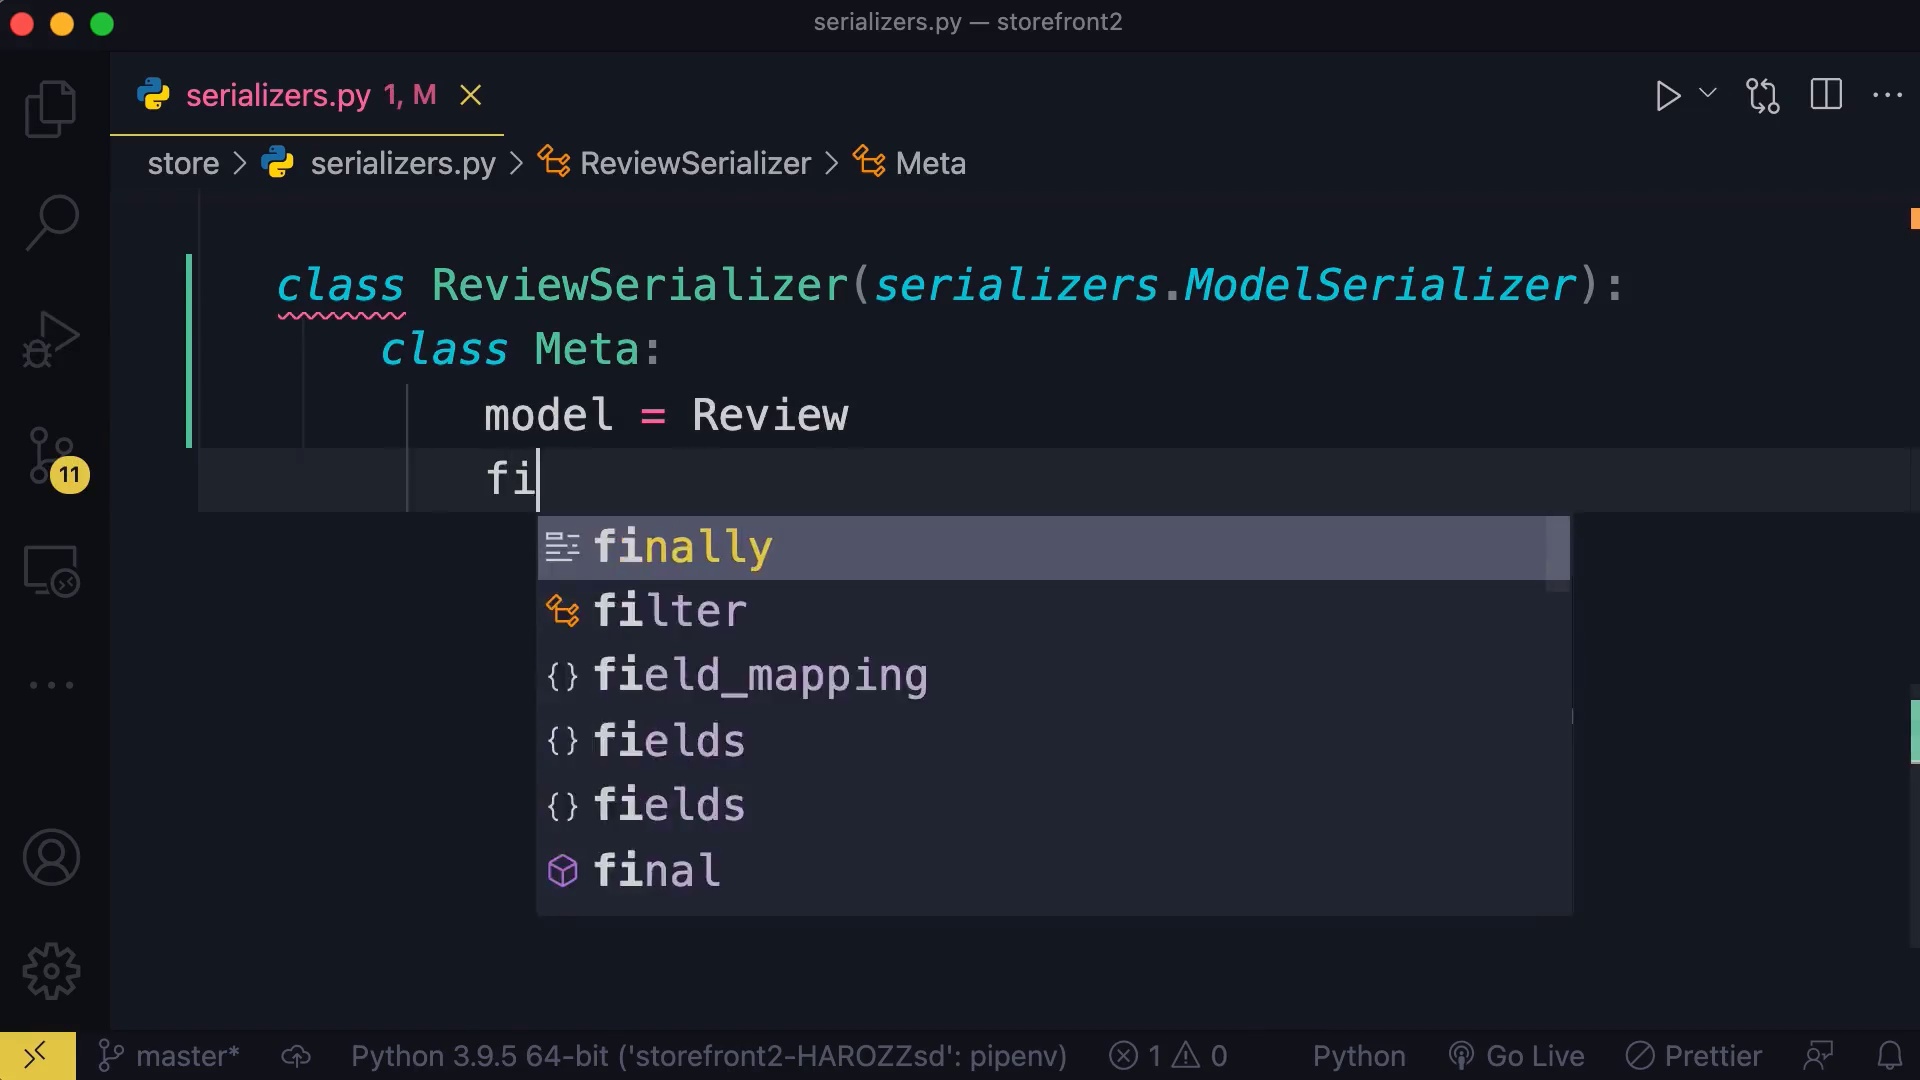 serializers.py — storefront2
serializers.py 1, M
store > serializers.py > ReviewSerializer > Meta
class ReviewSerializer(serializers.ModelSerializer):
class Meta:
model = Review
fi
finally
filter
field_mapping
fields
fields
final
11
master* Python 3.9.5 64-bit ('storefront2-HAROZZsd': pipenv) 1 0 Python Go Live Prettier